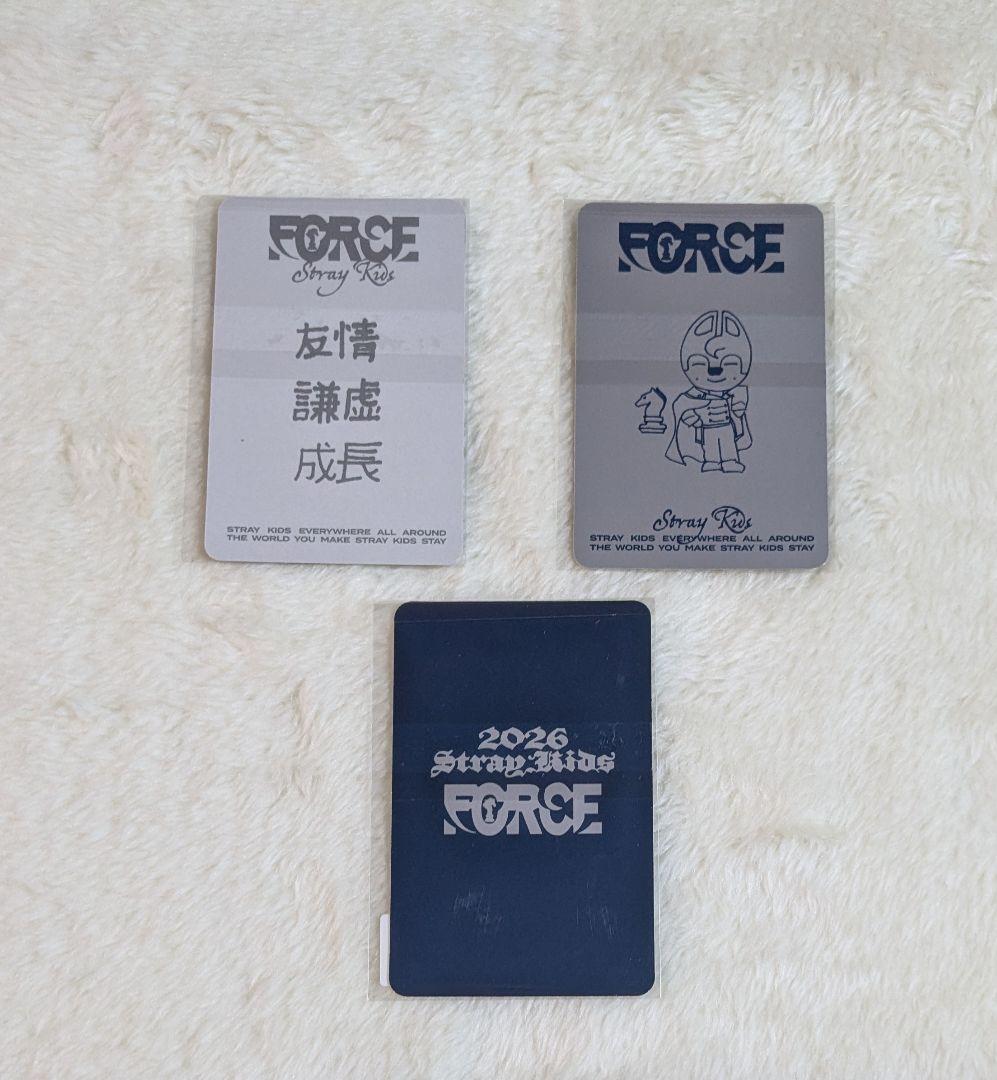 FORCE
Stray Kids
友情
謙虚
成長
STRAY KIDS EVERYWHERE ALL AROUND
THE WORLD YOU MAKE STRAY KIDS STAY
FORCE
Stray Kids
STRAY KIDS EVERYWHERE ALL AROUND
THE WORLD YOU MAKE STRAY KIDS STAY
2026
Stray Kids
FORCE